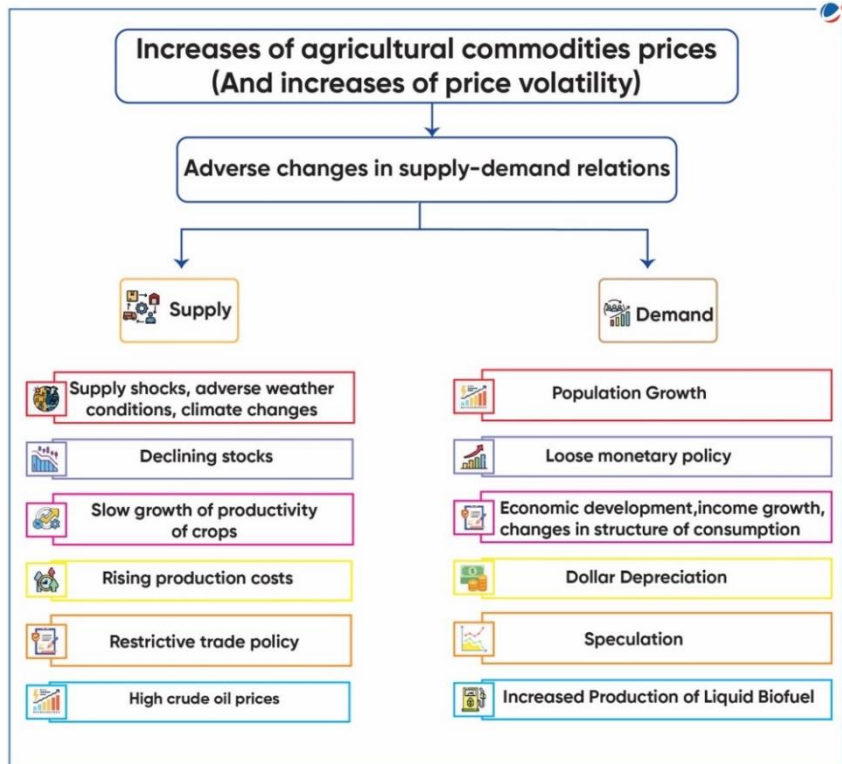 Increases of agricultural commodities prices
(And increases of price volatility)
Adverse changes in supply-demand relations
Supply
Demand
Supply shocks, adverse weather
conditions, climate changes
Declining stocks
Slow growth of productivity
of crops
Rising production costs
Restrictive trade policy
High crude oil prices
Population Growth
Loose monetary policy
Economic development,income growth,
changes in structure of consumption
Dollar Depreciation
Speculation
Increased Production of Liquid Biofuel